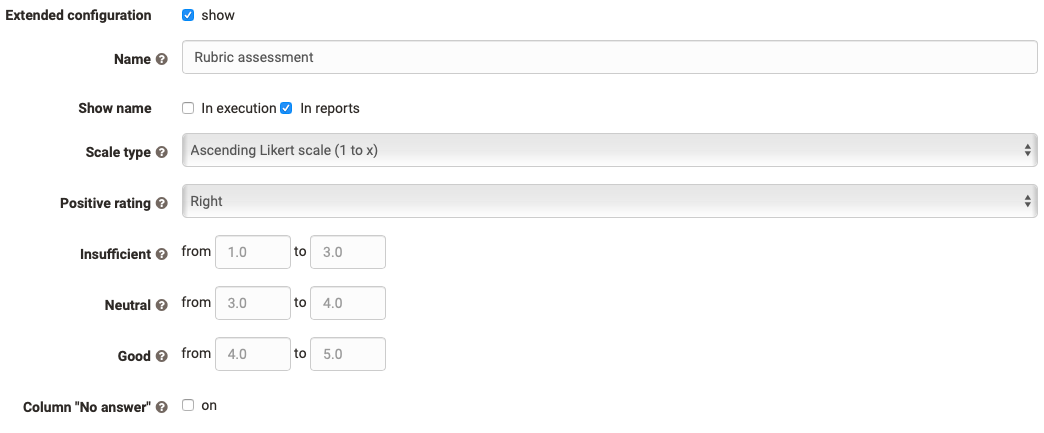 Extended configuration show
Name Rubric assessment
Show name In execution In reports
Scale type Ascending Likert scale (1 to x)
Positive rating Right
Insufficient from 1.0 to 3.0
Neutral from 3.0 to 4.0
Good from 4.0 to 5.0
Column "No answer" on